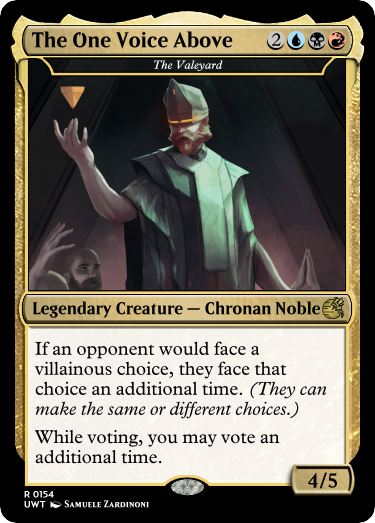 The One Voice Above 2
The Valeyard
Legendary Creature — Chronan Noble
If an opponent would face a
villainous choice, they face that
choice an additional time. (They can
make the same or different choices.)
While voting, you may vote an
additional time.
4/5
R 0154
UWT Samuele Zardinoni